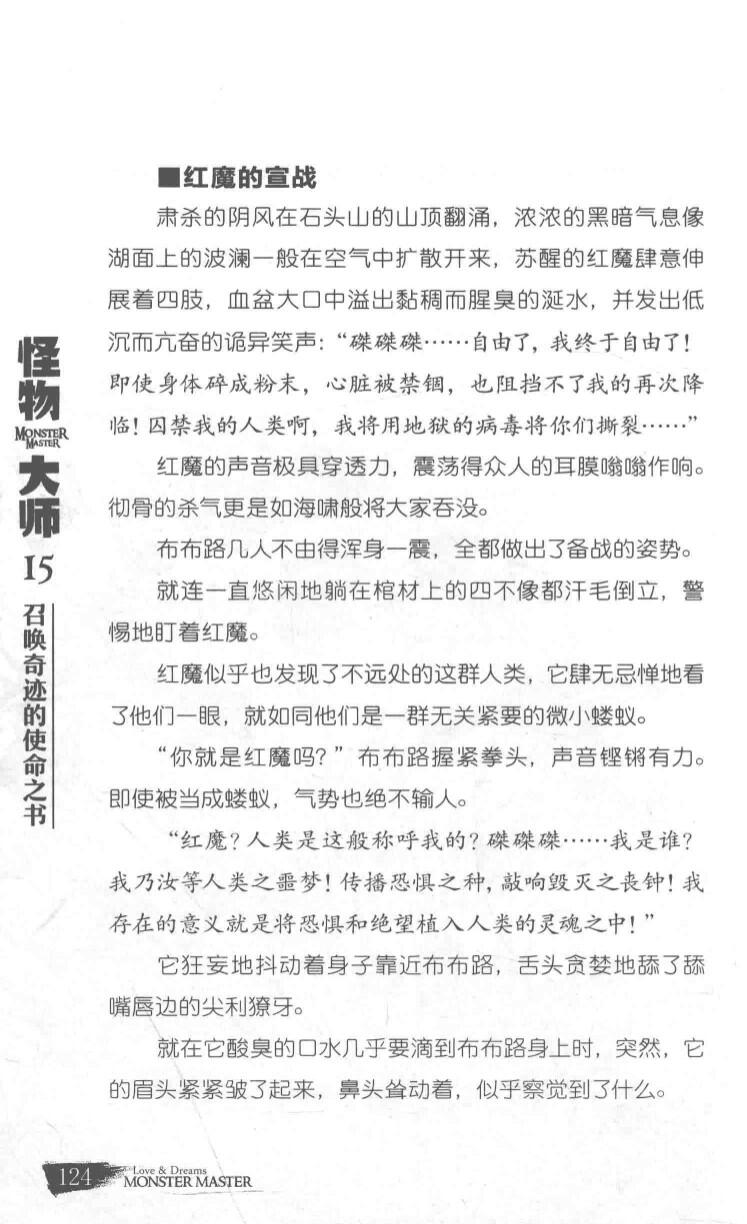 ■红魔的宣战
肃杀的阴风在石头山的山顶翻涌，浓浓的黑暗气息像
湖面上的波澜一般在空气中扩散开来，苏醒的红魔肆意伸
展着四肢，血盆大口中溢出黏稠而腥臭的涎水，并发出低
沉而亢奋的诡异笑声：“磔磔磔……自由了，我终于自由了！
即使身体碎成粉末，心脏被禁锢，也阻挡不了我的再次降
临！囚禁我的人类啊，我将用地狱的病毒将你们撕裂……”
红魔的声音极具穿透力，震荡得众人的耳膜嗡嗡作响。
彻骨的杀气更是如海啸般将大家吞没。
布布路几人不由得浑身一震，全都做出了备战的姿势。
就连一直悠闲地躺在棺材上的四不像都汗毛倒立，警
惕地盯着红魔。
红魔似乎也发现了不远处的这群人类，它肆无忌惮地看
了他们一眼，就如同他们是一群无关紧要的微小蝼蚁。
“你就是红魔吗？”布布路握紧拳头，声音铿锵有力。
即使被当成蝼蚁，气势也绝不输人。
“红魔？人类是这般称呼我的？磔磔磔……我是谁？
我乃汝等人类之噩梦！传播恐惧之种，敲响毁灭之丧钟！我
存在的意义就是将恐惧和绝望植入人类的灵魂之中！”
它狂妄地抖动着身子靠近布布路，舌头贪婪地舔了舔
嘴唇边的尖利獠牙。
就在它酸臭的口水几乎要滴到布布路身上时，突然，它
的眉头紧紧皱了起来，鼻头耸动着，似乎察觉到了什么。
怪物
MONSTER
MASTER
大师
15
召唤奇迹的使命之书
124
Love & Dreams
MONSTER MASTER